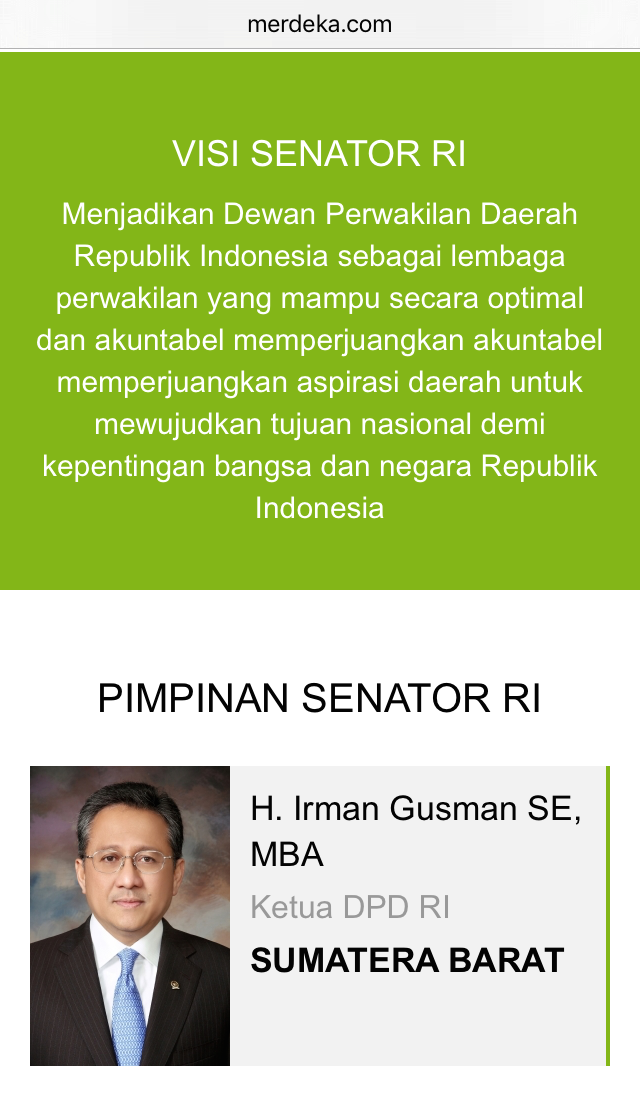 merdeka.com
VISI SENATOR RI
Menjadikan Dewan Perwakilan Daerah
Republik Indonesia sebagai lembaga
perwakilan yang mampu secara optimal
dan akuntabel memperjuangkan akuntabel
memperjuangkan aspirasi daerah untuk
mewujudkan tujuan nasional demi
kepentingan bangsa dan negara Republik
Indonesia
PIMPINAN SENATOR RI
H. Irman Gusman SE,
MBA
Ketua DPD RI
SUMATERA BARAT